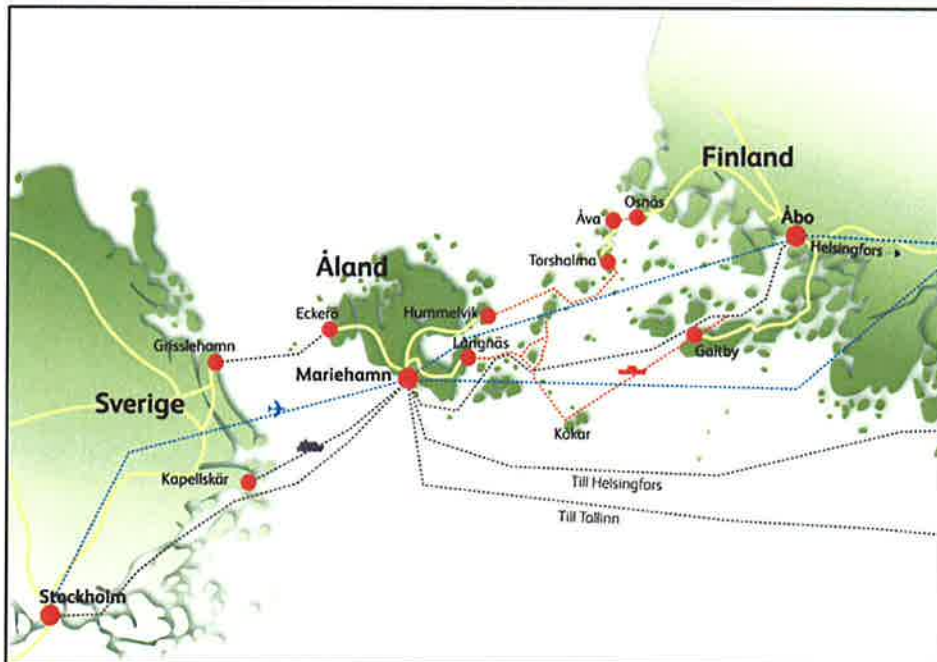 Finland
Osnäs
Åva
Åbo
Torsholma
Helsingfors
Åland
Eckerö
Hummelvik
Grisslehamn
Långnäs
Galtby
Mariehamn
Sverige
Kökar
Kapellskär
Till Helsingfors
Till Tallinn
Stockholm